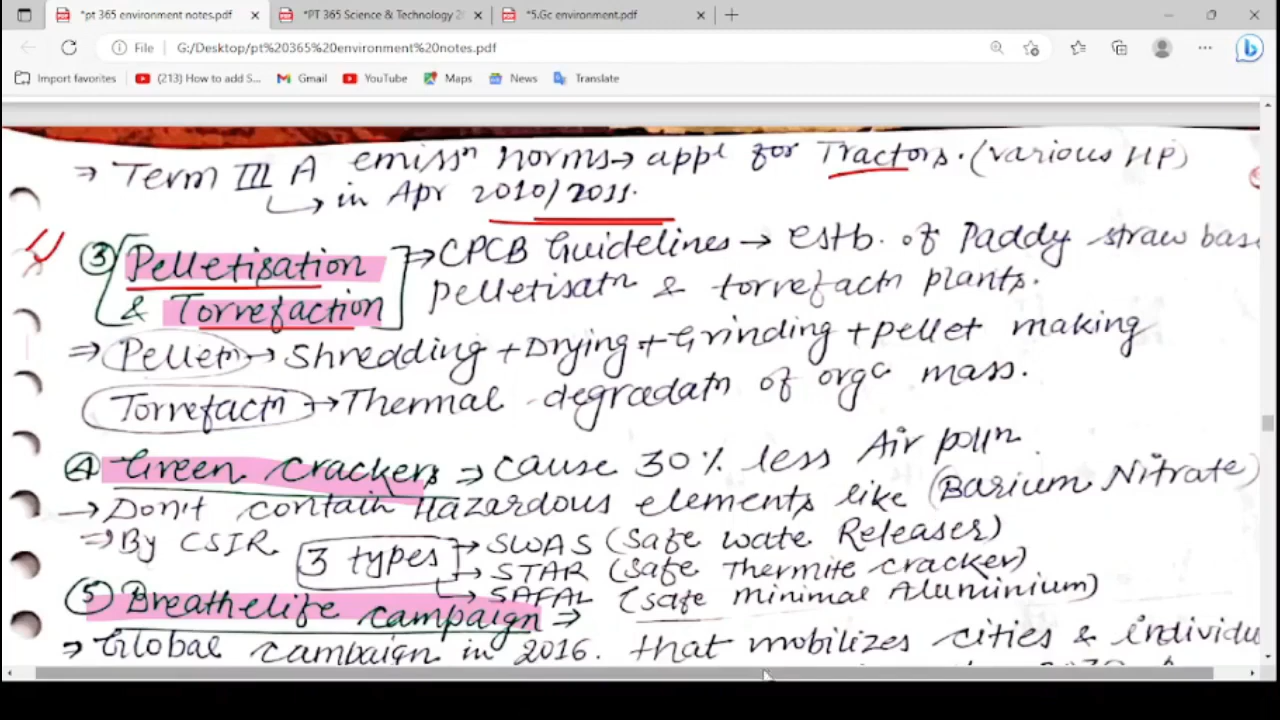 *pt 365 environment notes.pdf
*PT 365 Science & Technology 2
*5.Gc environment.pdf
File G:/Desktop/pt%20365%20environment%20notes.pdf
Import favorites
(213) How to add S...
Gmail
YouTube
Maps
News
Translate
⇒ Term III A emissn norms → appl for Tractors. (various HP)
↳ in Apr 2010/2011.
③ Pelletisation → CPCB Guidelines → estb. of Paddy straw bas
& Torrefaction pelletisatn & torrefactn plants.
⇒ Pelletn → Shredding + Drying + Grinding + pellet making
Torrefactn → Thermal degradatn of orgc mass.
④ Green crackers ⇒ cause 30% less Air polln
→ Don't contain Hazardous elements like (Barium Nitrate)
⇒ By CSIR 3 types → SWAS (Safe wate Releaser)
→ STAR (Safe Thermite cracker)
↳ SAFAL (safe minimal Aluminium)
⑤ Breathelife campaign ⇒
⇒ Global campaign in 2016. that mobilizes cities & individu